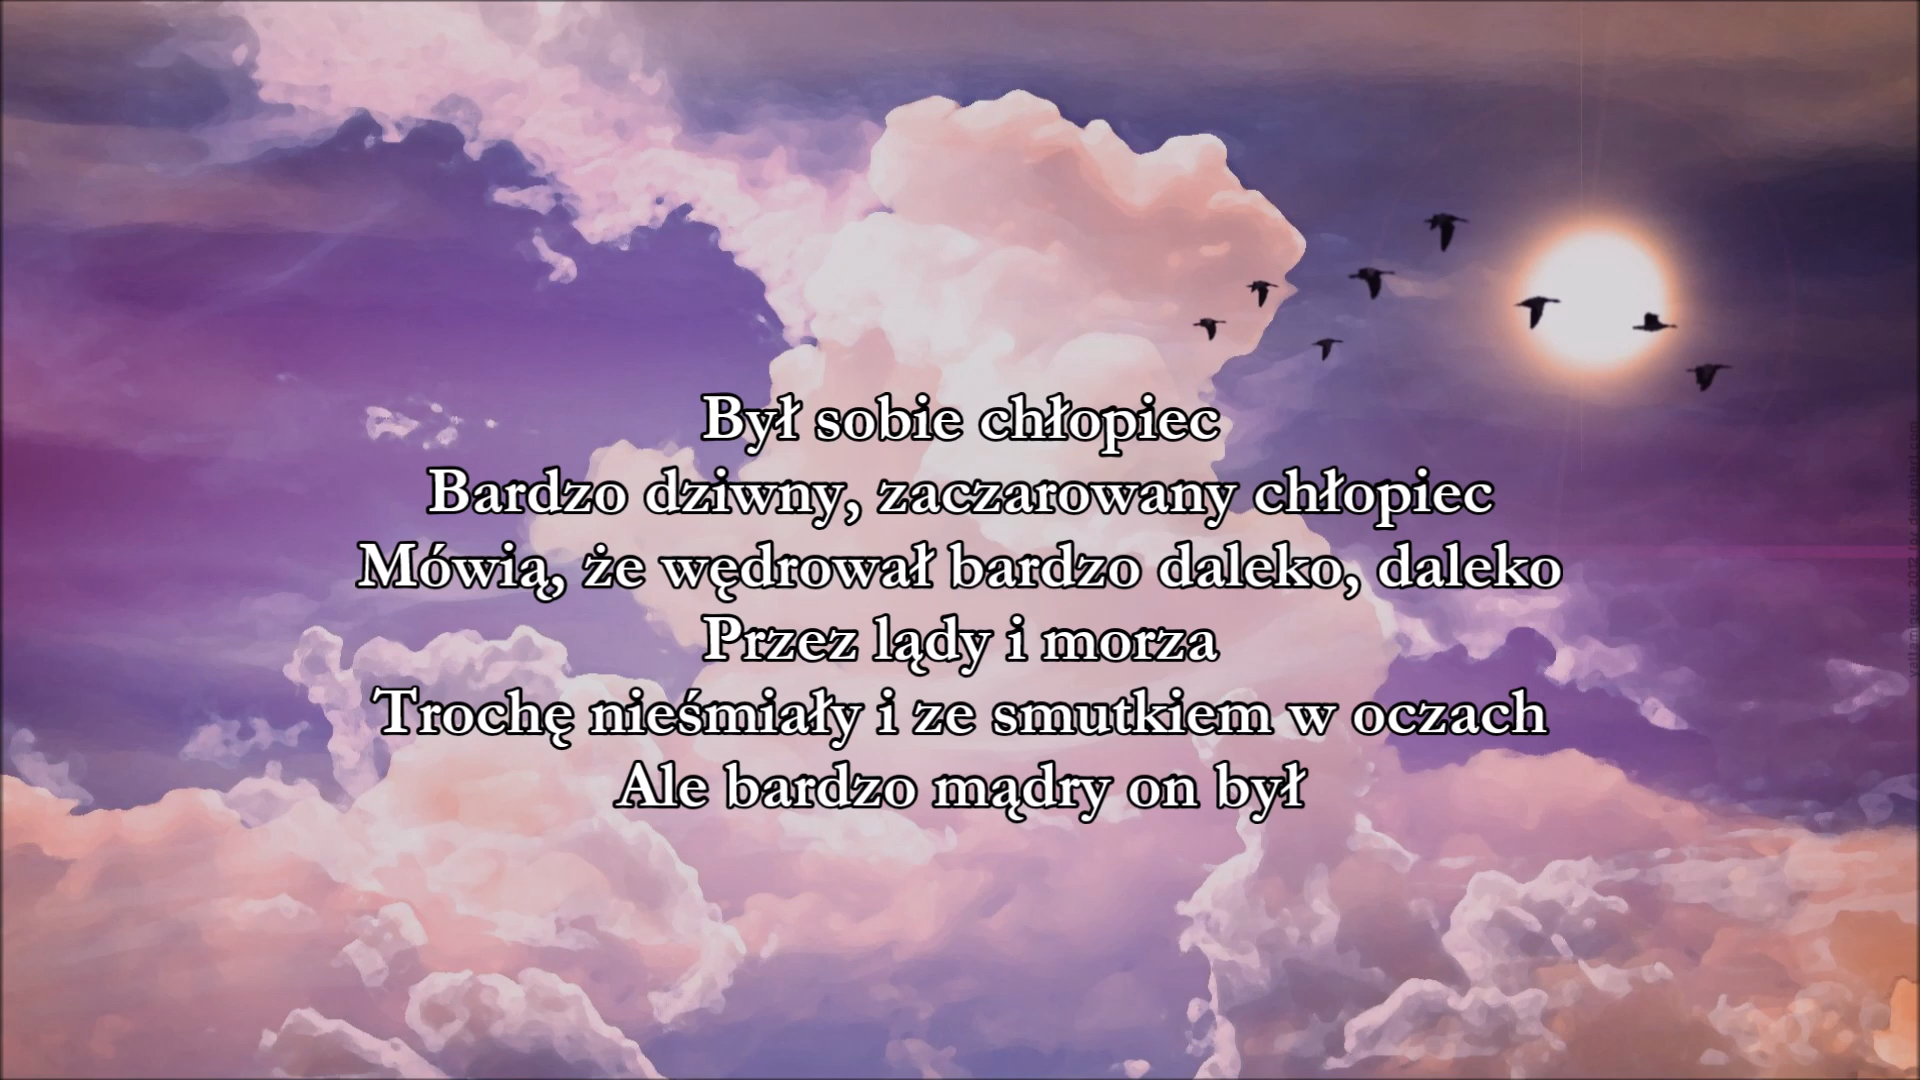 Był sobie chłopiec
Bardzo dziwny, zaczarowany chłopiec
Mówią, że wędrował bardzo daleko, daleko
Przez lądy i morza
Trochę nieśmiały i ze smutkiem w oczach
Ale bardzo mądry on był